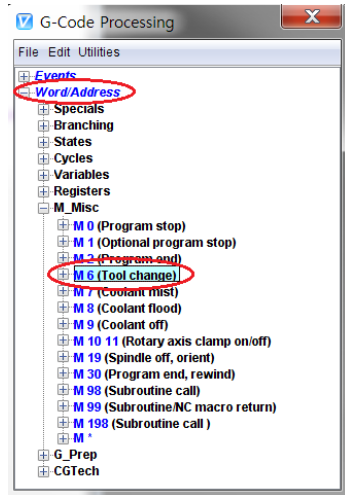 G-Code Processing
File Edit Utilities
Events
Word/Address
Specials
Branching
States
Cycles
Variables
Registers
M_Misc
M 0 (Program stop)
M 1 (Optional program stop)
M 2 (Program end)
M 6 (Tool change)
M 7 (Coolant mist)
M 8 (Coolant flood)
M 9 (Coolant off)
M 10 11 (Rotary axis clamp on/off)
M 19 (Spindle off, orient)
M 30 (Program end, rewind)
M 98 (Subroutine call)
M 99 (Subroutine/NC macro return)
M 198 (Subroutine call )
M *
G_Prep
CGTech